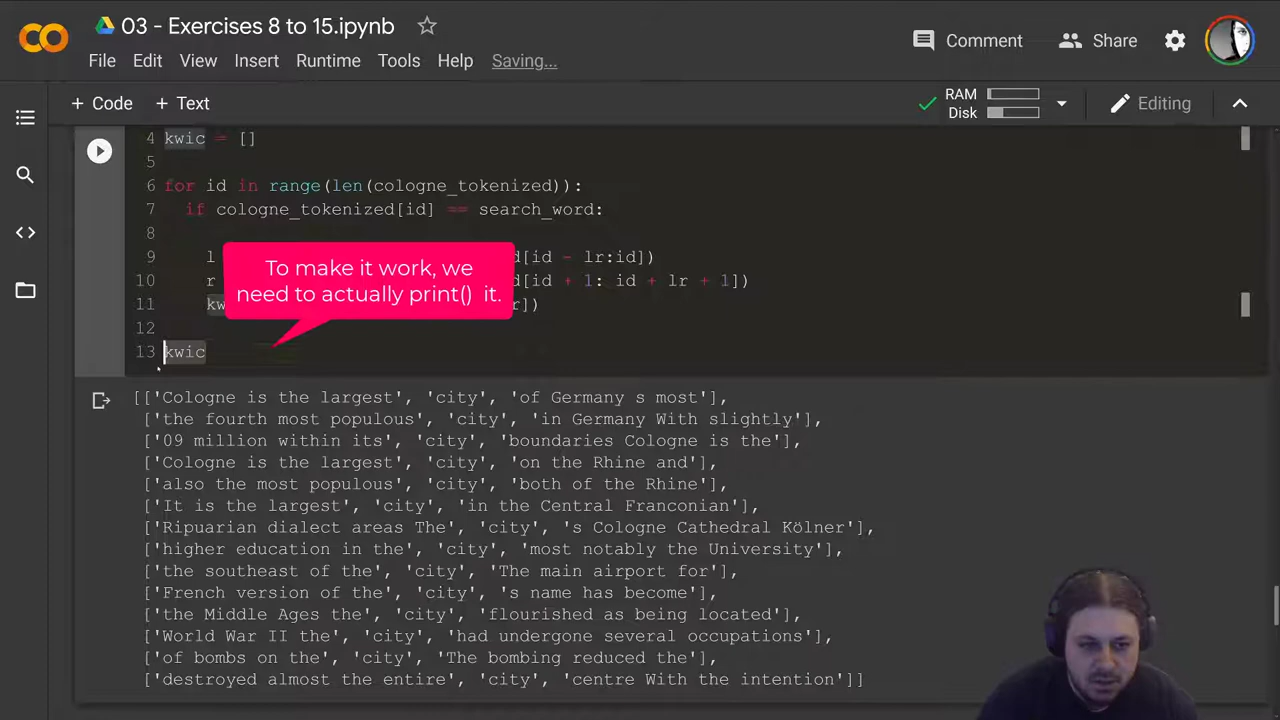 03 - Exercises 8 to 15.ipynb
Comment
Share
File Edit View Insert Runtime Tools Help Saving...
+ Code + Text
RAM
Disk
Editing
4 kwic = []
5
6 for id in range(len(cologne_tokenized)):
7 if cologne_tokenized[id] == search_word:
8
9 l d[id - lr:id])
10 r d[id + 1: id + lr + 1])
11 kw r])
12
13 kwic
To make it work, we
need to actually print() it.
[['Cologne is the largest', 'city', 'of Germany s most'],
['the fourth most populous', 'city', 'in Germany With slightly'],
['09 million within its', 'city', 'boundaries Cologne is the'],
['Cologne is the largest', 'city', 'on the Rhine and'],
['also the most populous', 'city', 'both of the Rhine'],
['It is the largest', 'city', 'in the Central Franconian'],
['Ripuarian dialect areas The', 'city', 's Cologne Cathedral Kölner'],
['higher education in the', 'city', 'most notably the University'],
['the southeast of the', 'city', 'The main airport for'],
['French version of the', 'city', 's name has become'],
['the Middle Ages the', 'city', 'flourished as being located'],
['World War II the', 'city', 'had undergone several occupations'],
['of bombs on the', 'city', 'The bombing reduced the'],
['destroyed almost the entire', 'city', 'centre With the intention']]